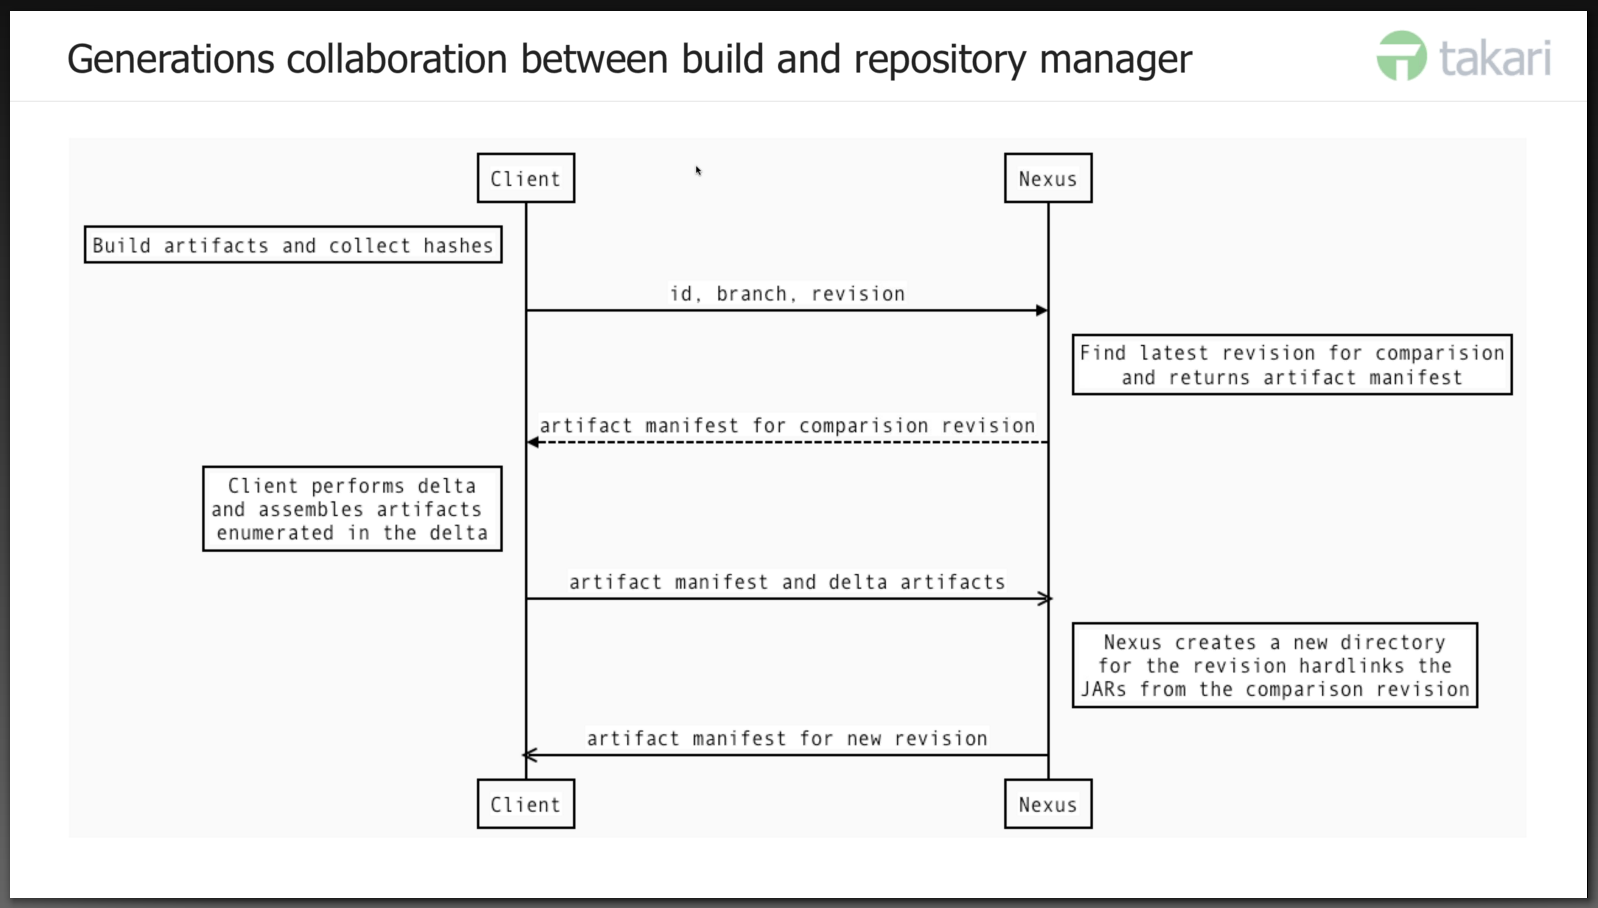 Generations collaboration between build and repository manager
takari
Client
Nexus
Build artifacts and collect hashes
id, branch, revision
Find latest revision for comparision
and returns artifact manifest
artifact manifest for comparision revision
Client performs delta
and assembles artifacts
enumerated in the delta
artifact manifest and delta artifacts
Nexus creates a new directory
for the revision hardlinks the
JARs from the comparison revision
artifact manifest for new revision
Client
Nexus